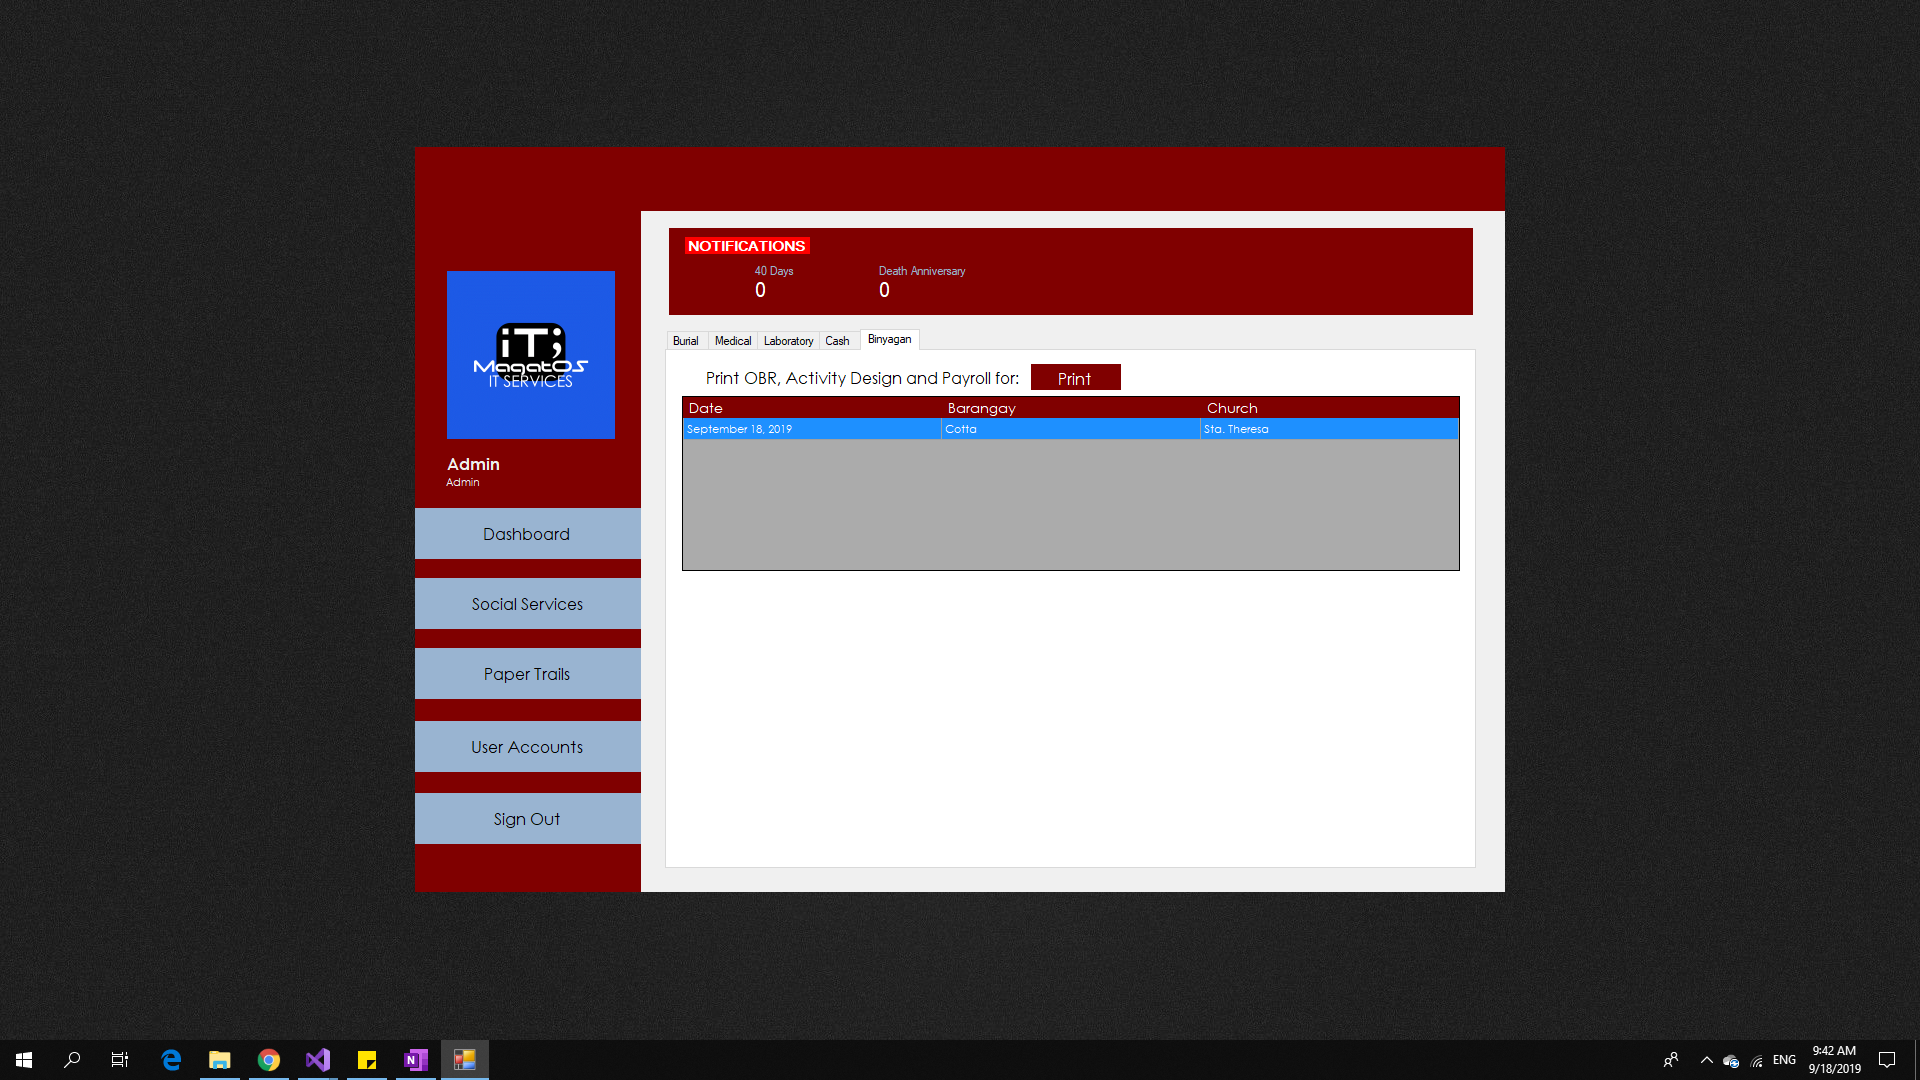 NOTIFICATIONS
40 Days Death Anniversary
0 0
iT;
MagatOS
IT SERVICES
Admin
Admin
Dashboard
Social Services
Paper Trails
User Accounts
Sign Out
Burial Medical Laboratory Cash Binyagan
Print OBR, Activity Design and Payroll for: Print
Date Barangay Church
September 18, 2019 Cotta Sta. Theresa
ENG
9:42 AM
9/18/2019